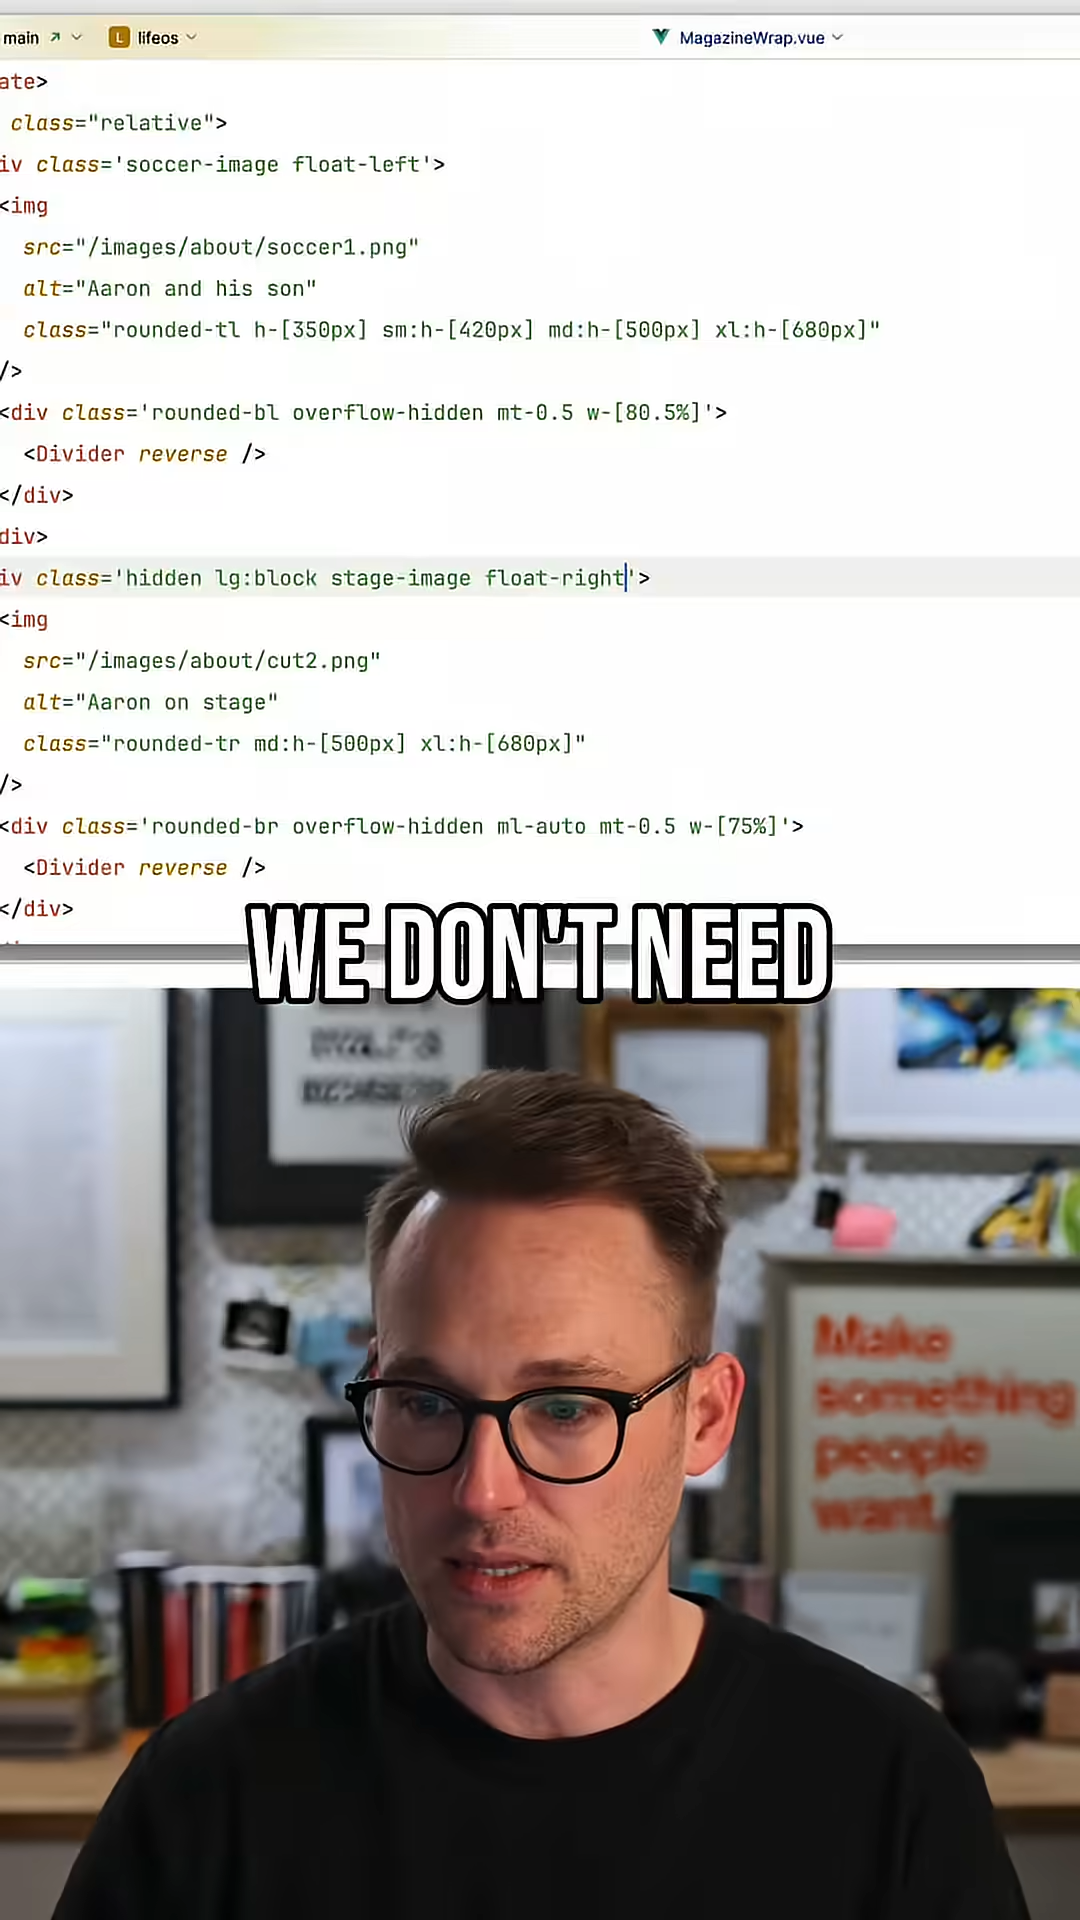 main lifeos MagazineWrap.vue
ate>
class="relative">
iv class='soccer-image float-left'>
<img
src="/images/about/soccer1.png"
alt="Aaron and his son"
class="rounded-tl h-[350px] sm:h-[420px] md:h-[500px] xl:h-[680px]"
/>
<div class='rounded-bl overflow-hidden mt-0.5 w-[80.5%]'>
<Divider reverse />
</div>
div>
iv class='hidden lg:block stage-image float-right'>
<img
src="/images/about/cut2.png"
alt="Aaron on stage"
class="rounded-tr md:h-[500px] xl:h-[680px]"
/>
<div class='rounded-br overflow-hidden ml-auto mt-0.5 w-[75%]'>
<Divider reverse />
</div>
WE DON'T NEED
Make
something
people
want.